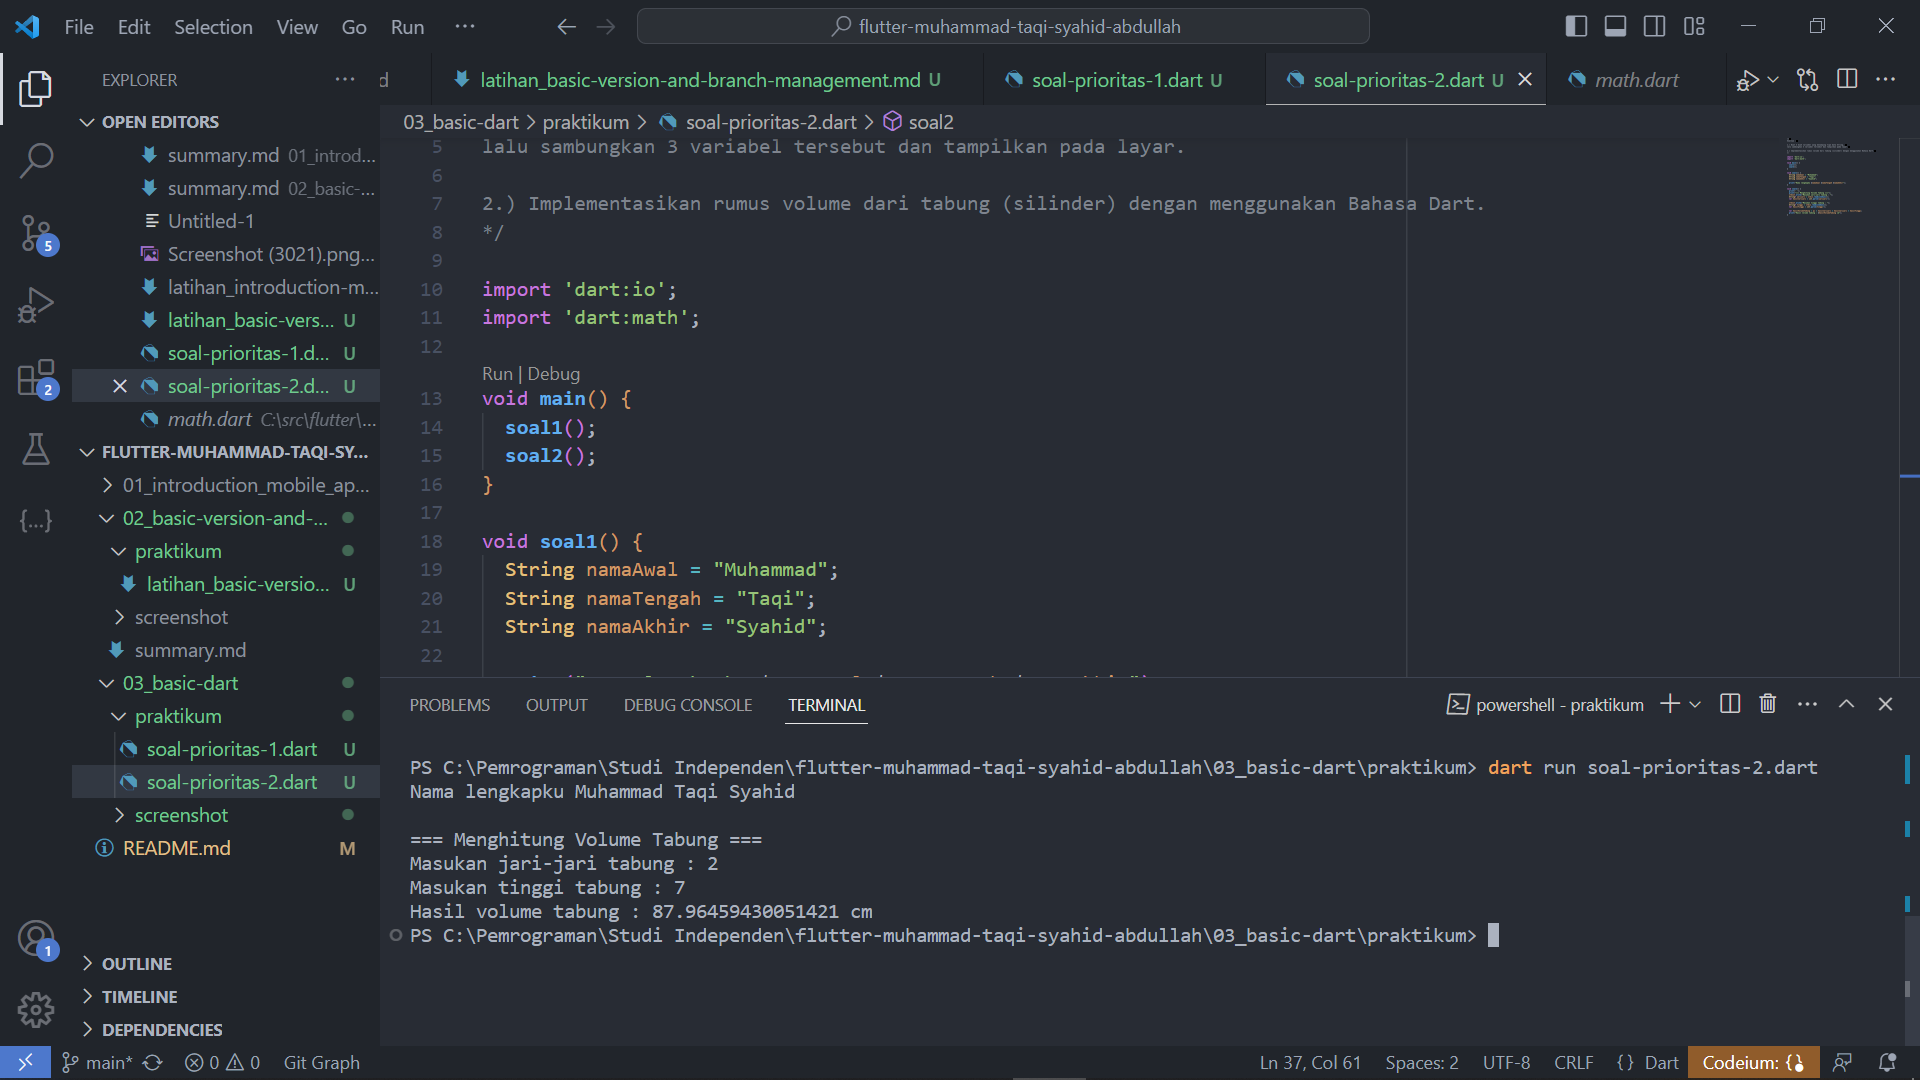 File Edit Selection View Go Run ··· flutter-muhammad-taqi-syahid-abdullah
EXPLORER ···
OPEN EDITORS
summary.md 01_introd...
summary.md 02_basic-...
Untitled-1
Screenshot (3021).png...
latihan_introduction-m...
latihan_basic-vers... U
soal-prioritas-1.d... U
soal-prioritas-2.d... U
math.dart C:\src\flutter\...
FLUTTER-MUHAMMAD-TAQI-SY...
01_introduction_mobile_ap...
02_basic-version-and-...
praktikum
latihan_basic-versio... U
screenshot
summary.md
03_basic-dart
praktikum
soal-prioritas-1.dart U
soal-prioritas-2.dart U
screenshot
README.md M
OUTLINE
TIMELINE
DEPENDENCIES
5
2
1
d latihan_basic-version-and-branch-management.md U soal-prioritas-1.dart U soal-prioritas-2.dart U math.dart
03_basic-dart > praktikum > soal-prioritas-2.dart > soal2
5 lalu sambungkan 3 variabel tersebut dan tampilkan pada layar.
6
7 2.) Implementasikan rumus volume dari tabung (silinder) dengan menggunakan Bahasa Dart.
8 */
9
10 import 'dart:io';
11 import 'dart:math';
12
Run | Debug
13 void main() {
14 soal1();
15 soal2();
16 }
17
18 void soal1() {
19 String namaAwal = "Muhammad";
20 String namaTengah = "Taqi";
21 String namaAkhir = "Syahid";
22
PROBLEMS OUTPUT DEBUG CONSOLE TERMINAL powershell - praktikum
PS C:\Pemrograman\Studi Independen\flutter-muhammad-taqi-syahid-abdullah\03_basic-dart\praktikum> dart run soal-prioritas-2.dart
Nama lengkapku Muhammad Taqi Syahid
=== Menghitung Volume Tabung ===
Masukan jari-jari tabung : 2
Masukan tinggi tabung : 7
Hasil volume tabung : 87.96459430051421 cm
PS C:\Pemrograman\Studi Independen\flutter-muhammad-taqi-syahid-abdullah\03_basic-dart\praktikum>
main* 0 0 Git Graph Ln 37, Col 61 Spaces: 2 UTF-8 CRLF { } Dart Codeium: {}